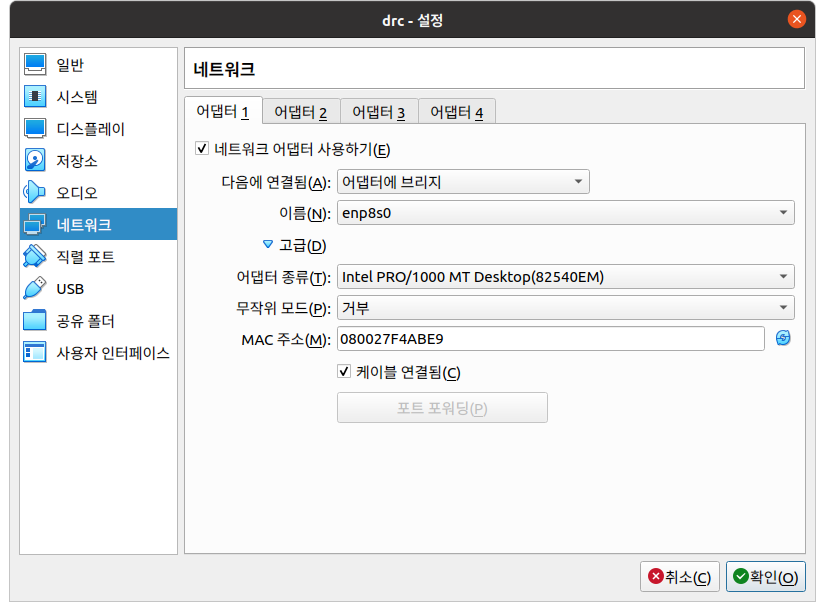 drc - 설정
일반
시스템
디스플레이
저장소
오디오
네트워크
직렬 포트
USB
공유 폴더
사용자 인터페이스
네트워크
어댑터 1 어댑터 2 어댑터 3 어댑터 4
네트워크 어댑터 사용하기(E)
다음에 연결됨(A): 어댑터에 브리지
이름(N): enp8s0
고급(D)
어댑터 종류(T): Intel PRO/1000 MT Desktop(82540EM)
무작위 모드(P): 거부
MAC 주소(M): 080027F4ABE9
케이블 연결됨(C)
포트 포워딩(P)
취소(C) 확인(O)